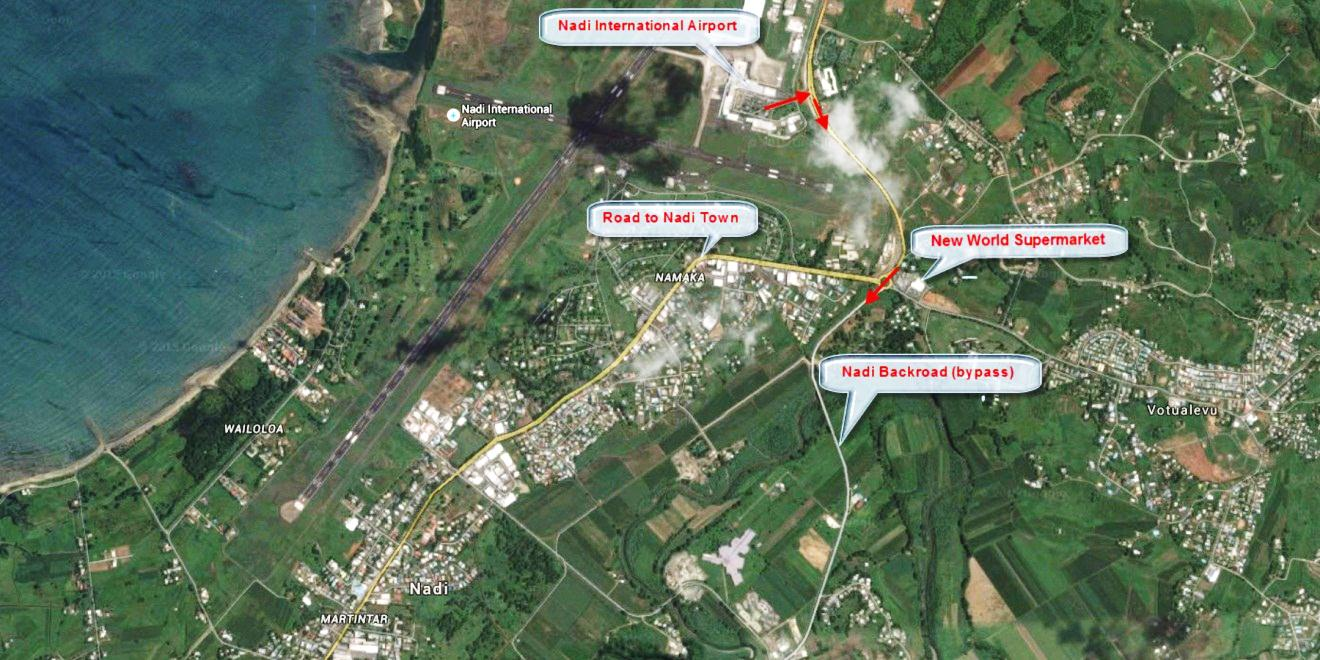 Nadi International Airport
Nadi International
Airport
Road to Nadi Town
New World Supermarket
NAMAKA
Nadi Backroad (bypass)
Votualevu
WAILOLOA
Nadi
MARTINTAR